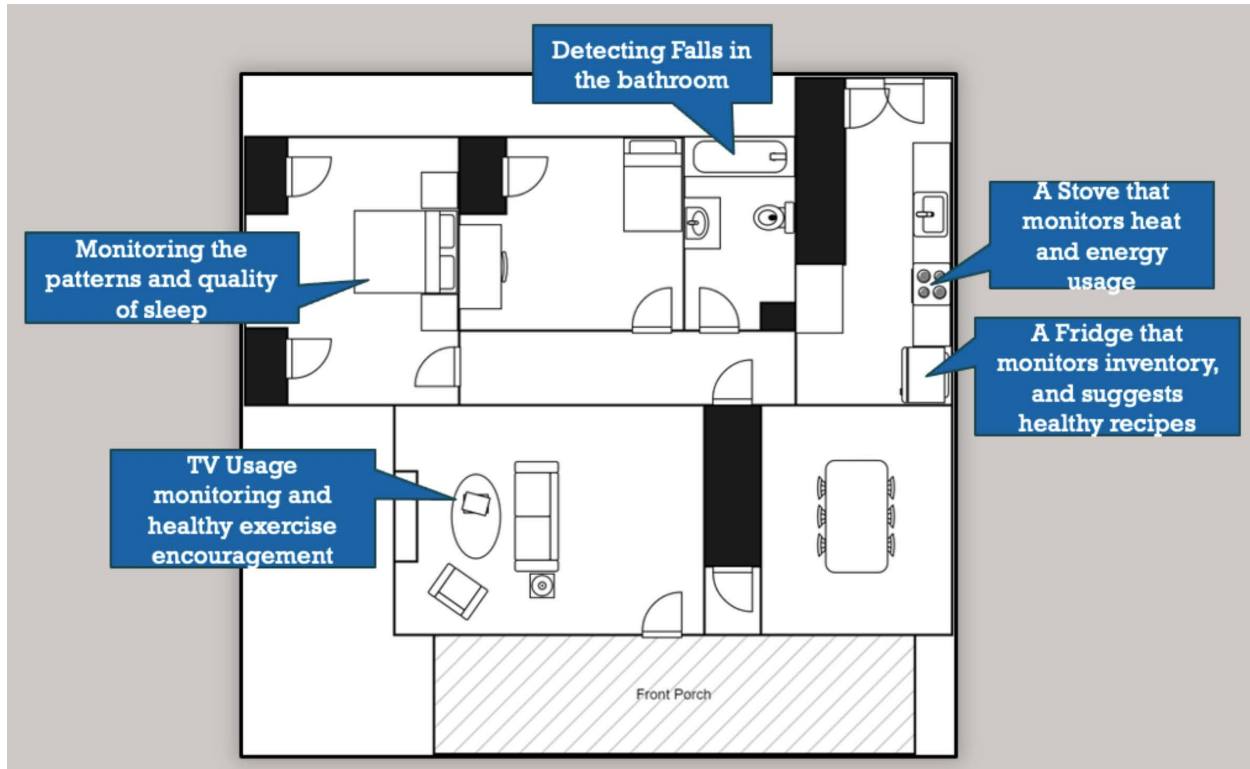 Detecting Falls in
the bathroom
Monitoring the
patterns and quality
of sleep
A Stove that
monitors heat
and energy
usage
A Fridge that
monitors inventory,
and suggests
healthy recipes
TV Usage
monitoring and
healthy exercise
encouragement
Front Porch